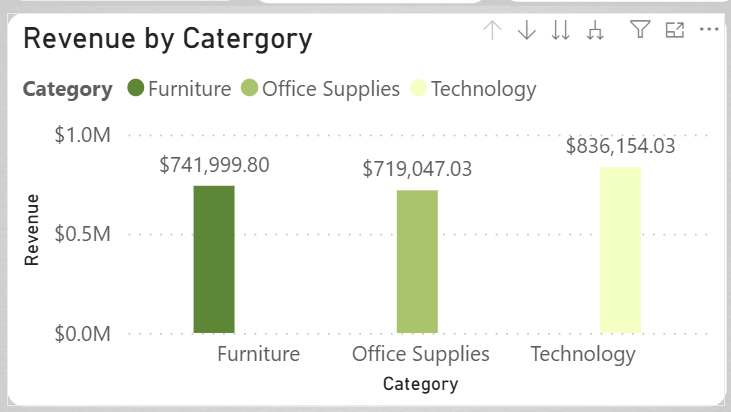 Revenue by Catergory
Category Furniture Office Supplies Technology
$1.0M
$836,154.03
$741,999.80
$719,047.03
Revenue
$0.5M
$0.0M
Furniture Office Supplies Technology
Category